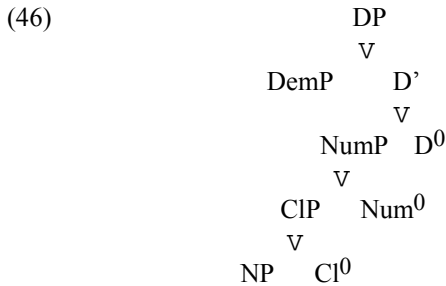 (46) DP
V
DemP D’
V
NumP D⁰
V
ClP Num⁰
V
NP Cl⁰